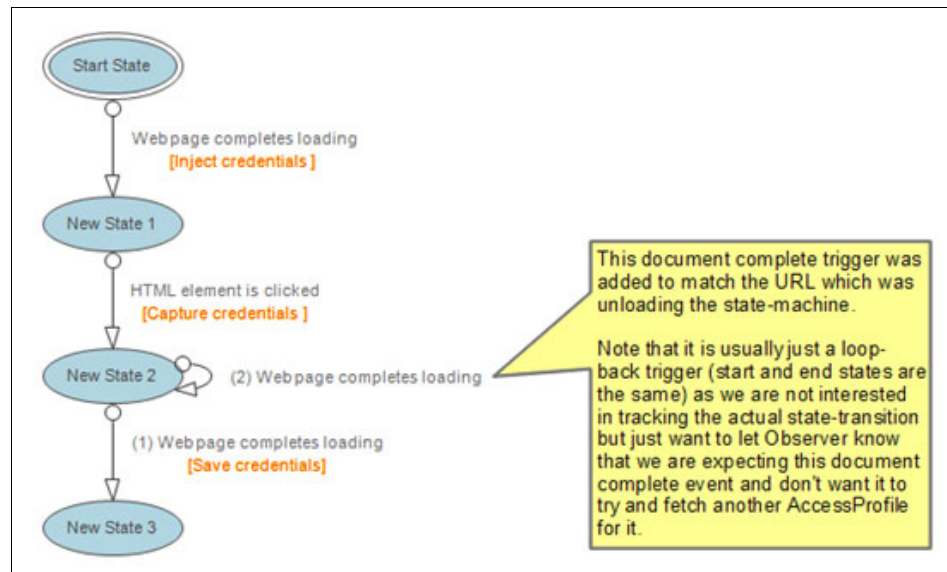 Start State
Webpage completes loading
[Inject credentials ]
New State 1
HTML element is clicked
[Capture credentials ]
New State 2
(2) Webpage completes loading
(1) Webpage completes loading
[Save credentials]
New State 3
This document complete trigger was
added to match the URL which was
unloading the state-machine.
Note that it is usually just a loop-
back trigger (start and end states are
the same) as we are not interested
in tracking the actual state-transition
but just want to let Observer know
that we are expecting this document
complete event and don't want it to
try and fetch another AccessProfile
for it.